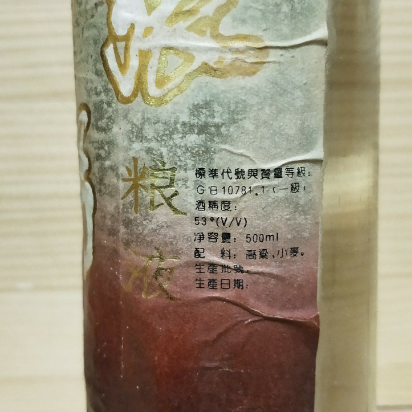 粮液
標準代號與質量等級:
GB10781.1(一級)
酒精度:
53°(V/V)
净容量: 500ml
配 料: 高粱、小麥。
生產批號:
生產日期: